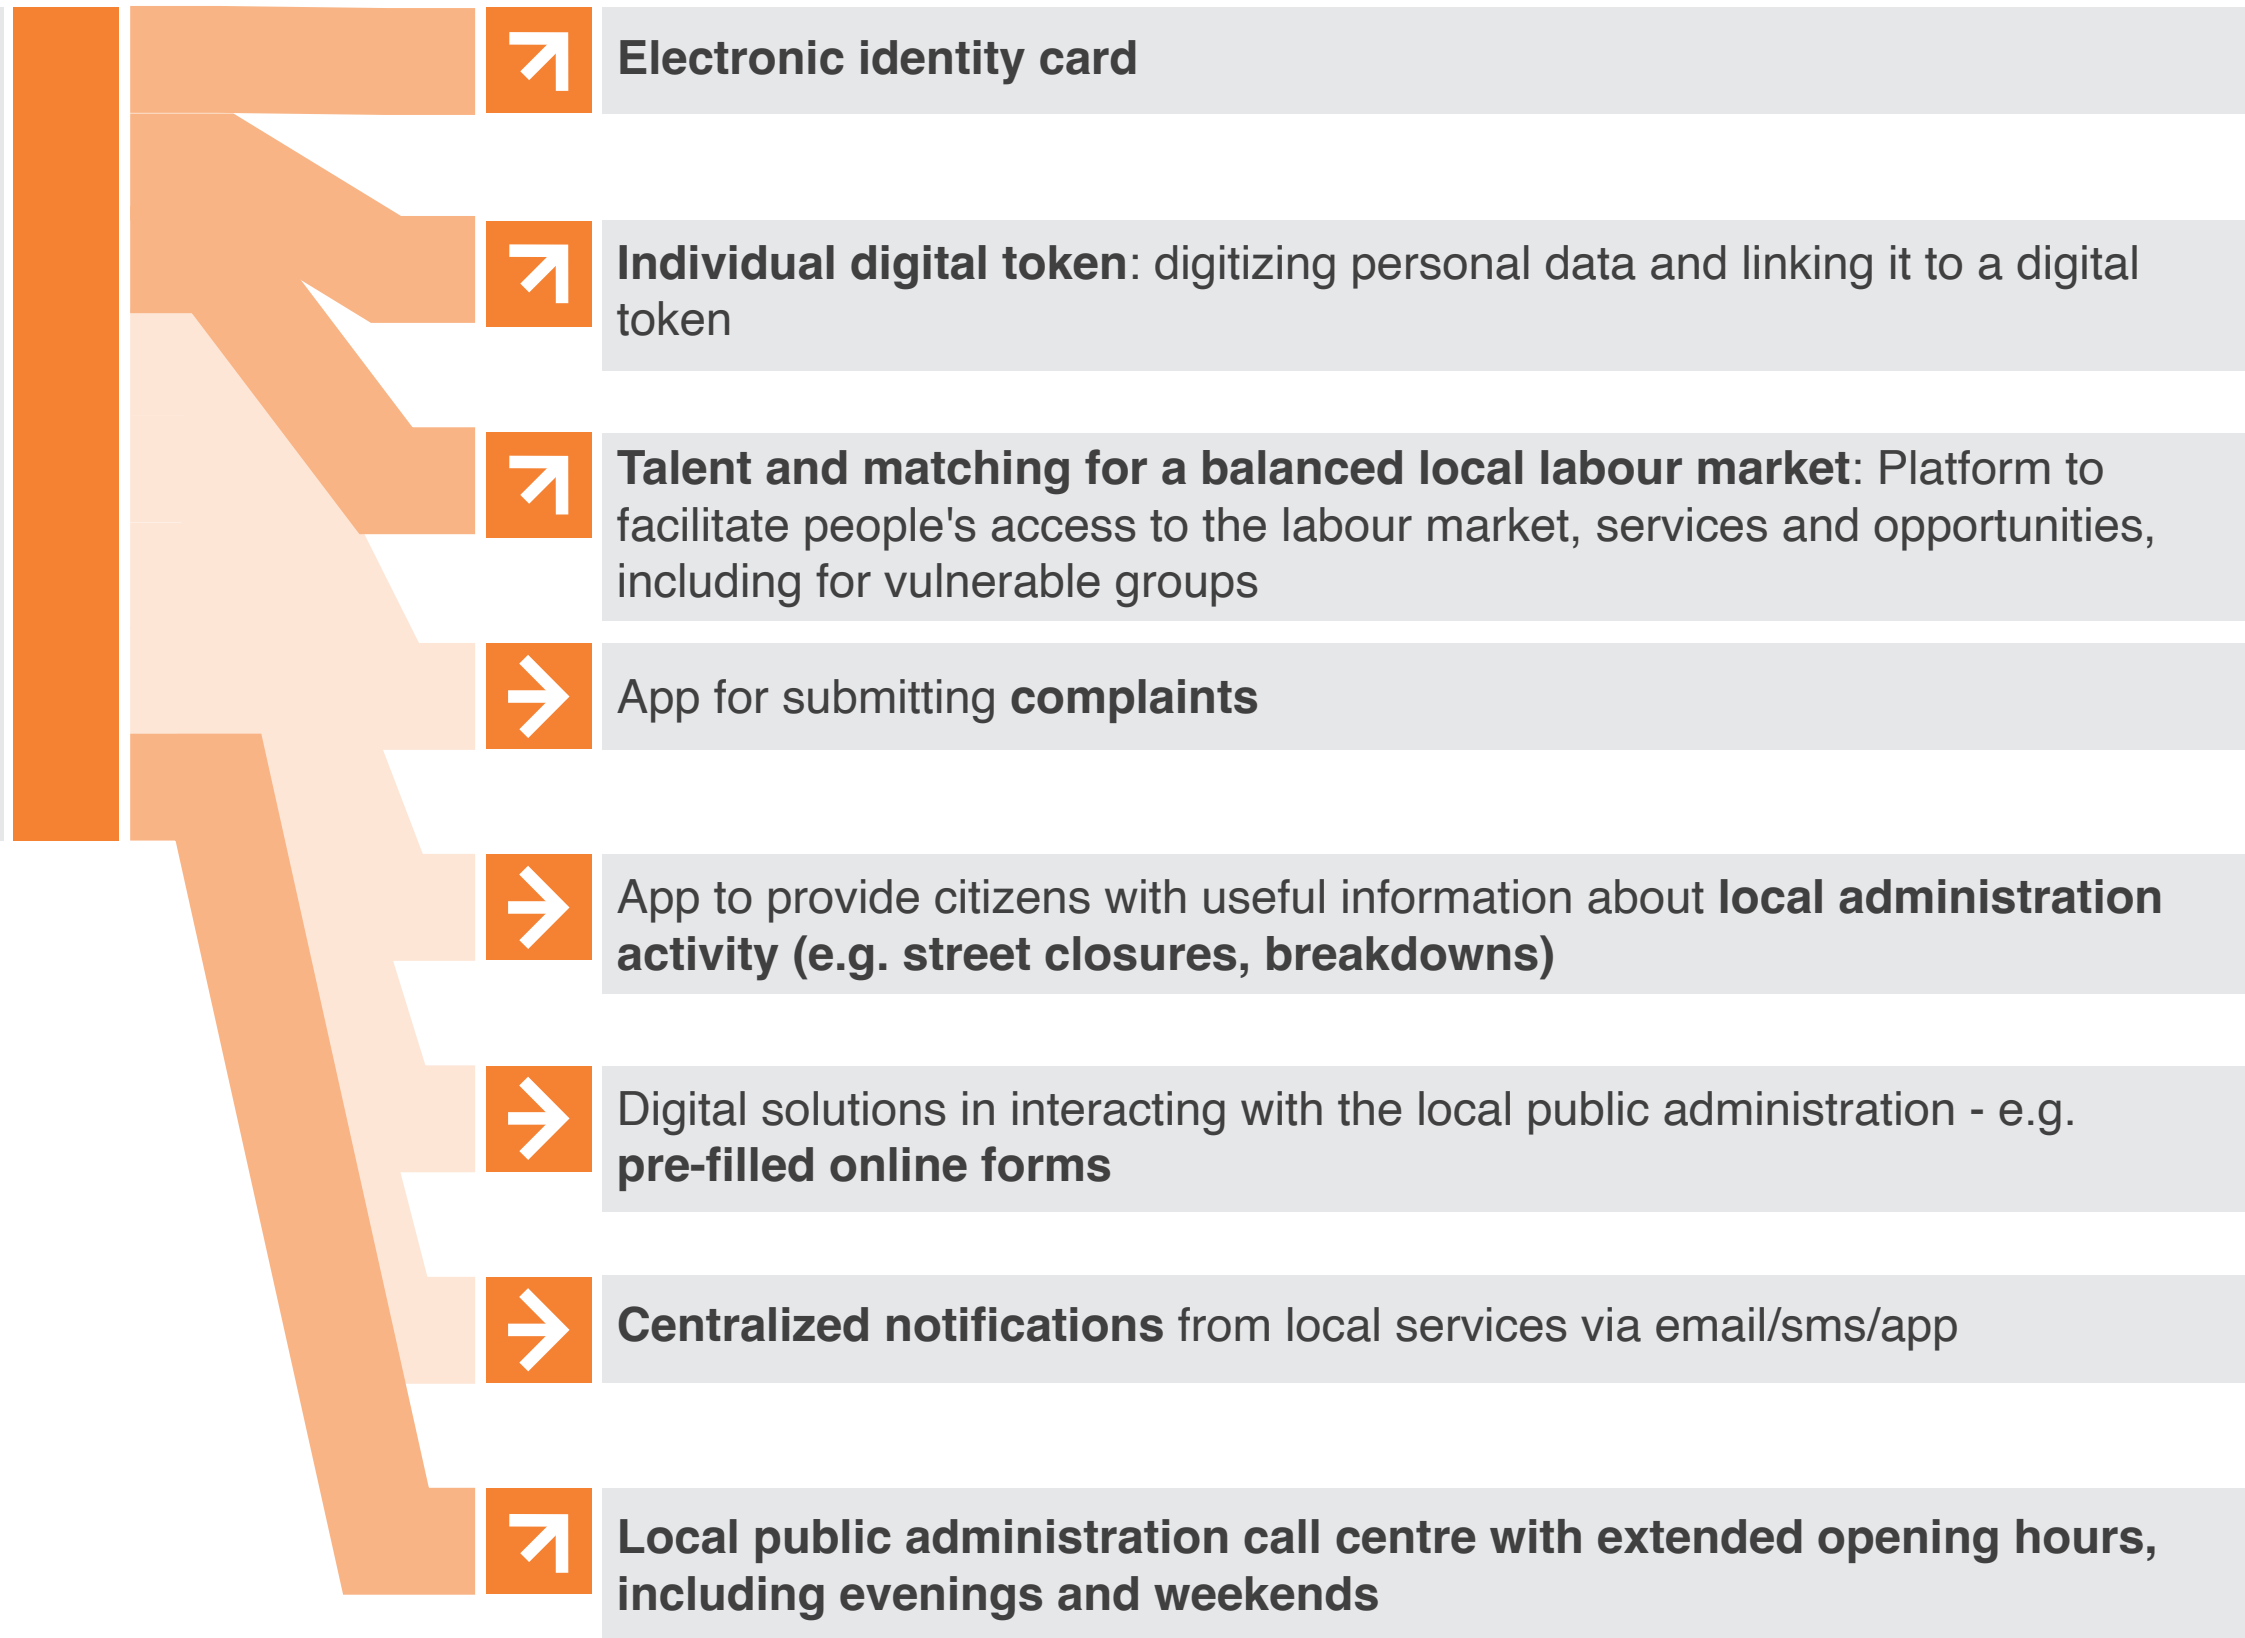 Electronic identity card
Individual digital token: digitizing personal data and linking it to a digital
token
Talent and matching for a balanced local labour market: Platform to
facilitate people's access to the labour market, services and opportunities,
including for vulnerable groups
App for submitting complaints
App to provide citizens with useful information about local administration
activity (e.g. street closures, breakdowns)
Digital solutions in interacting with the local public administration - e.g.
pre-filled online forms
Centralized notifications from local services via email/sms/app
Local public administration call centre with extended opening hours,
including evenings and weekends